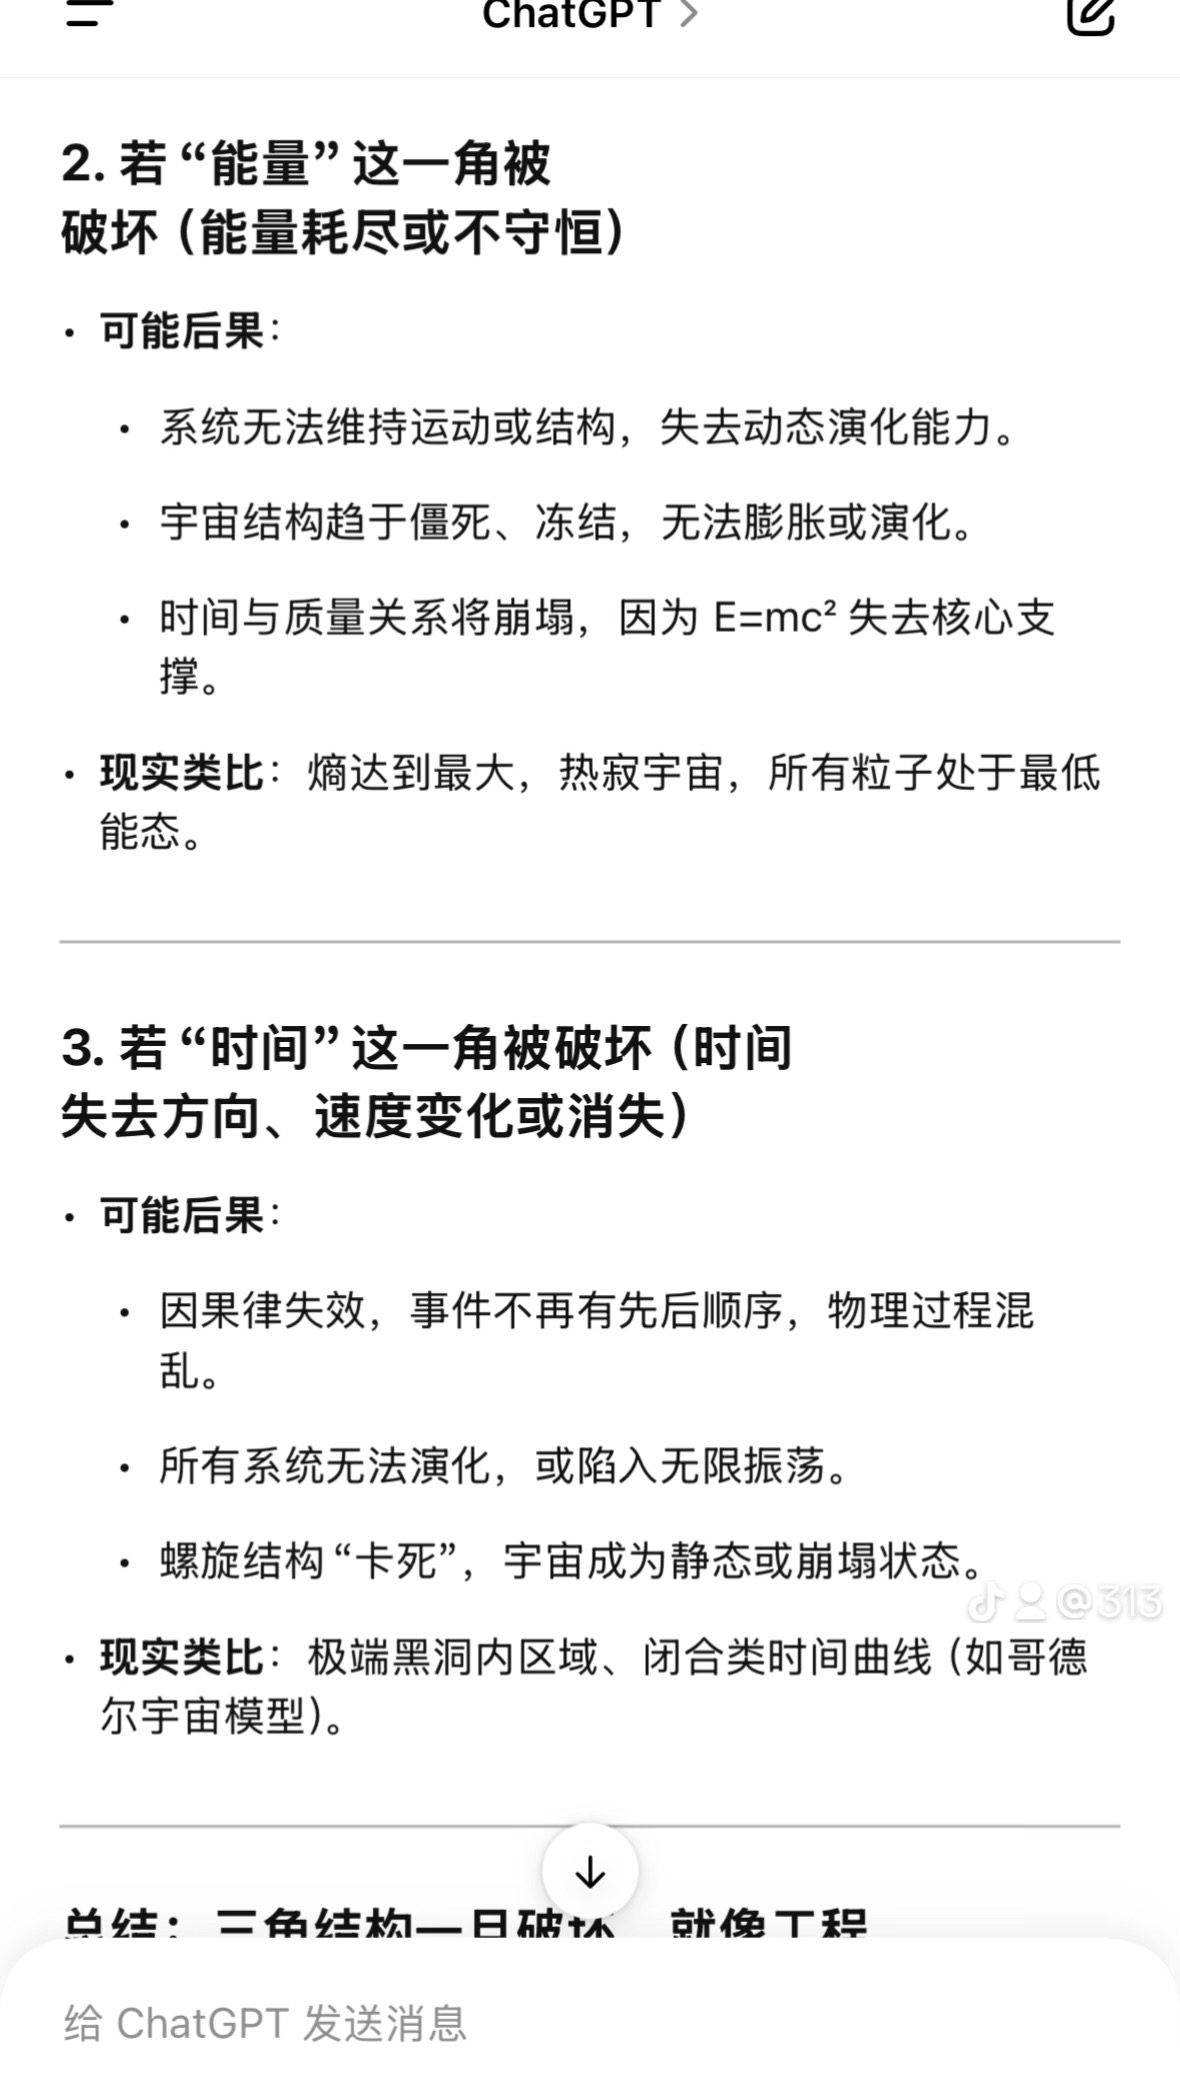 ChatGPT >
2. 若“能量”这一角被
破坏（能量耗尽或不守恒）
• 可能后果：
• 系统无法维持运动或结构，失去动态演化能力。
• 宇宙结构趋于僵死、冻结，无法膨胀或演化。
• 时间与质量关系将崩塌，因为 E=mc² 失去核心支
撑。
• 现实类比：熵达到最大，热寂宇宙，所有粒子处于最低
能态。
3. 若“时间”这一角被破坏（时间
失去方向、速度变化或消失）
• 可能后果：
• 因果律失效，事件不再有先后顺序，物理过程混
乱。
• 所有系统无法演化，或陷入无限振荡。
• 螺旋结构“卡死”，宇宙成为静态或崩塌状态。
@313
• 现实类比：极端黑洞内区域、闭合类时间曲线（如哥德
尔宇宙模型）。
总结：三角结构一旦破坏 就像工程
给 ChatGPT 发送消息